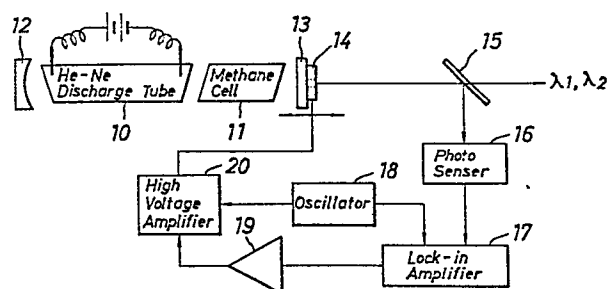 12
He-Ne
Discharge Tube
10
Methane
Cell
11
13
14
15
λ1, λ2
16
Photo
Senser
20
High
Voltage
Amplifier
18
Oscillator
19
17
Lock-in
Amplifier